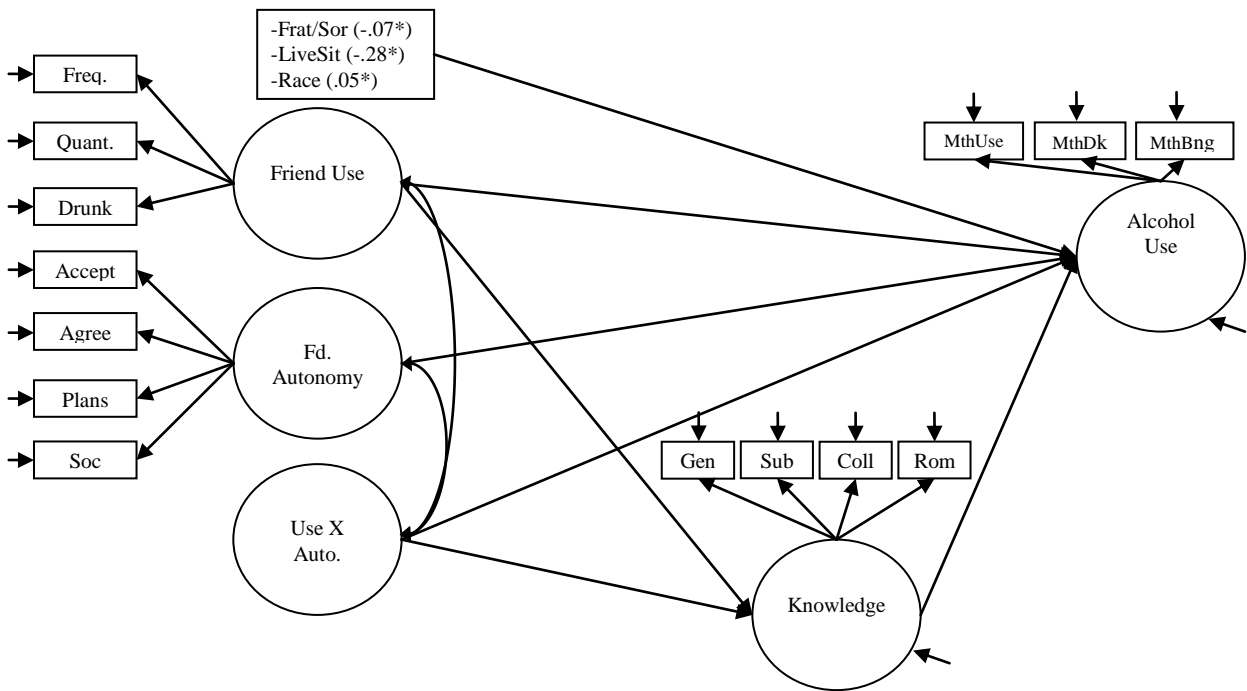 -Frat/Sor (-.07*)
-LiveSit (-.28*)
-Race (.05*)
Freq.
Quant.
Drunk
Accept
Agree
Plans
Soc
Friend Use
Fd.
Autonomy
Use X
Auto.
MthUse
MthDk
MthBng
Alcohol
Use
Gen
Sub
Coll
Rom
Knowledge